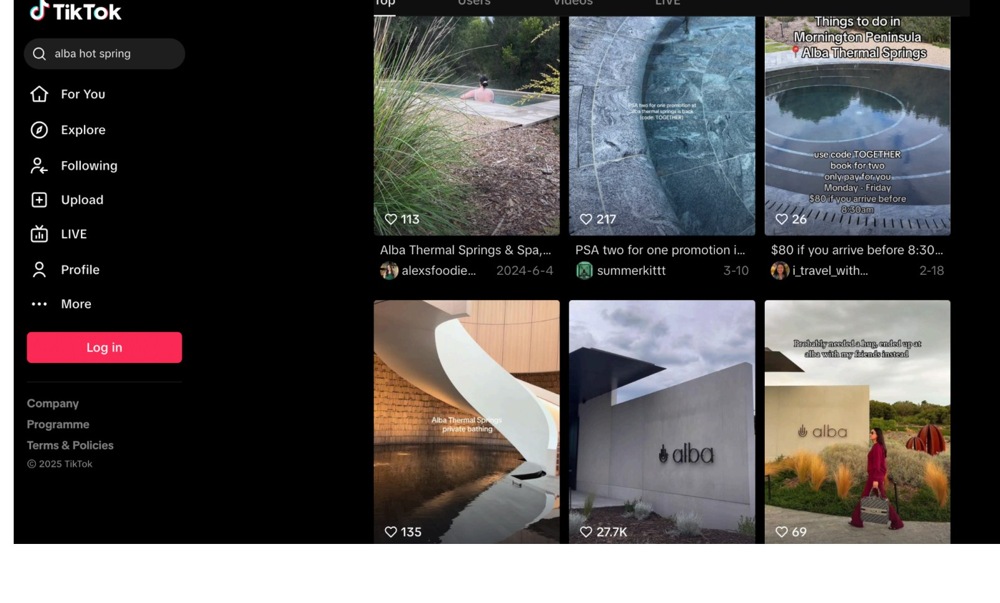 TikTok
alba hot spring
For You
Explore
Following
Upload
LIVE
Profile
More
Log in
Company
Programme
Terms & Policies
© 2025 TikTok
Top
Users
Videos
LIVE
113
Alba Thermal Springs & Spa,...
alexsfoodie...
2024-6-4
PSA two for one promotion at
alba thermal springs is back
(code: TOGETHER)
217
PSA two for one promotion i...
summerkittt
3-10
Things to do in
Mornington Peninsula
Alba Thermal Springs
use code TOGETHER
book for two
only pay for you
Monday - Friday
$80 if you arrive before
8:30am
26
$80 if you arrive before 8:30...
i_travel_with...
2-18
Alba Thermal Springs
private bathing
135
alba
27.7K
Probably needed a hug, ended up at
alba with my friends instead
alba
69